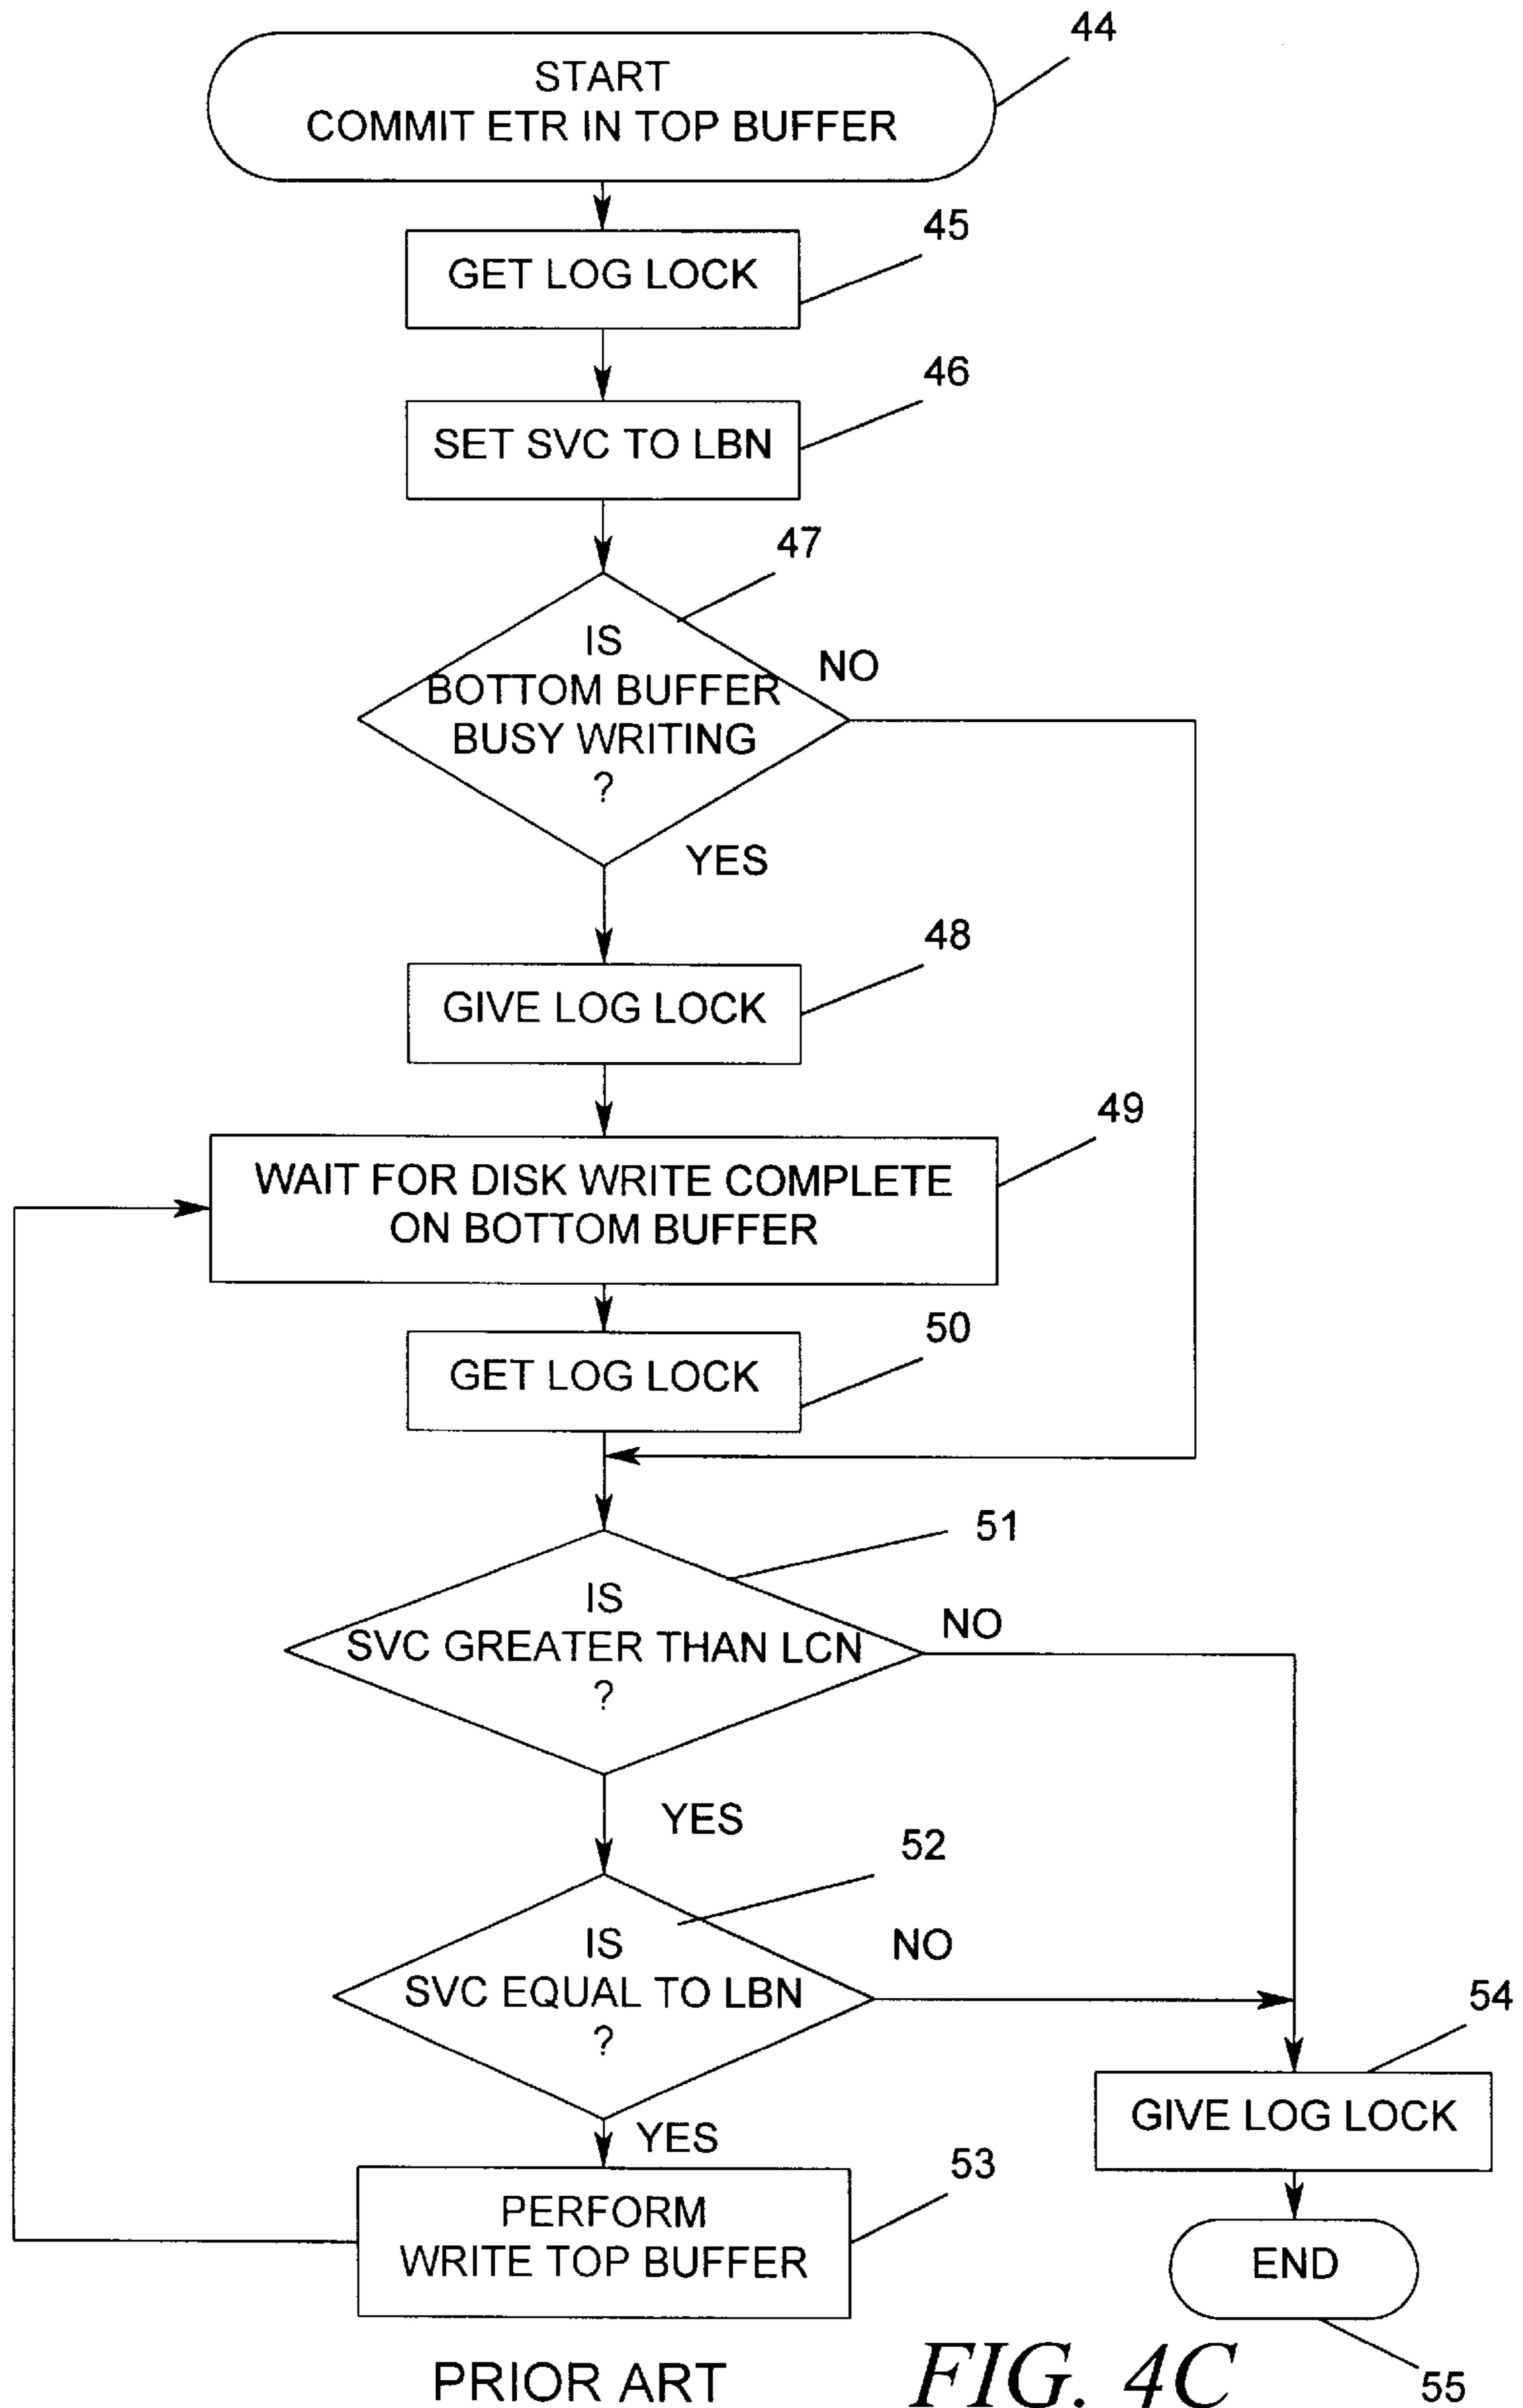 44
START
COMMIT ETR IN TOP BUFFER
45
GET LOG LOCK
46
SET SVC TO LBN
47
IS
BOTTOM BUFFER
BUSY WRITING
?
NO
YES
48
GIVE LOG LOCK
49
WAIT FOR DISK WRITE COMPLETE
ON BOTTOM BUFFER
50
GET LOG LOCK
51
IS
SVC GREATER THAN LCN
?
NO
YES
52
IS
SVC EQUAL TO LBN
?
NO
54
GIVE LOG LOCK
YES
53
PERFORM
WRITE TOP BUFFER
END
55
PRIOR ART
FIG. 4C